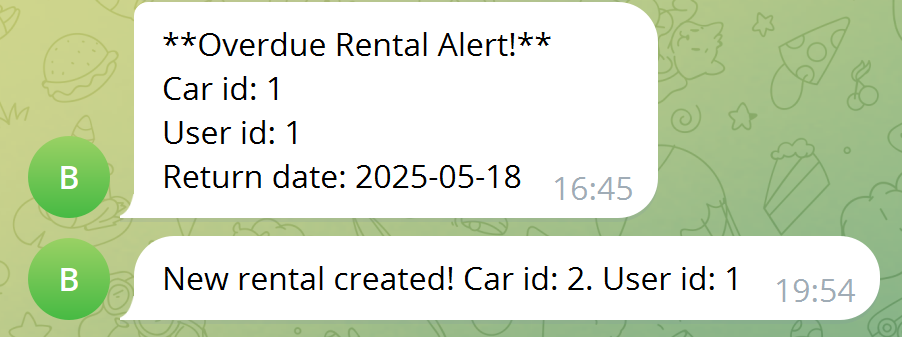 **Overdue Rental Alert!**
Car id: 1
User id: 1
Return date: 2025-05-18
16:45
B
New rental created! Car id: 2. User id: 1
19:54
B